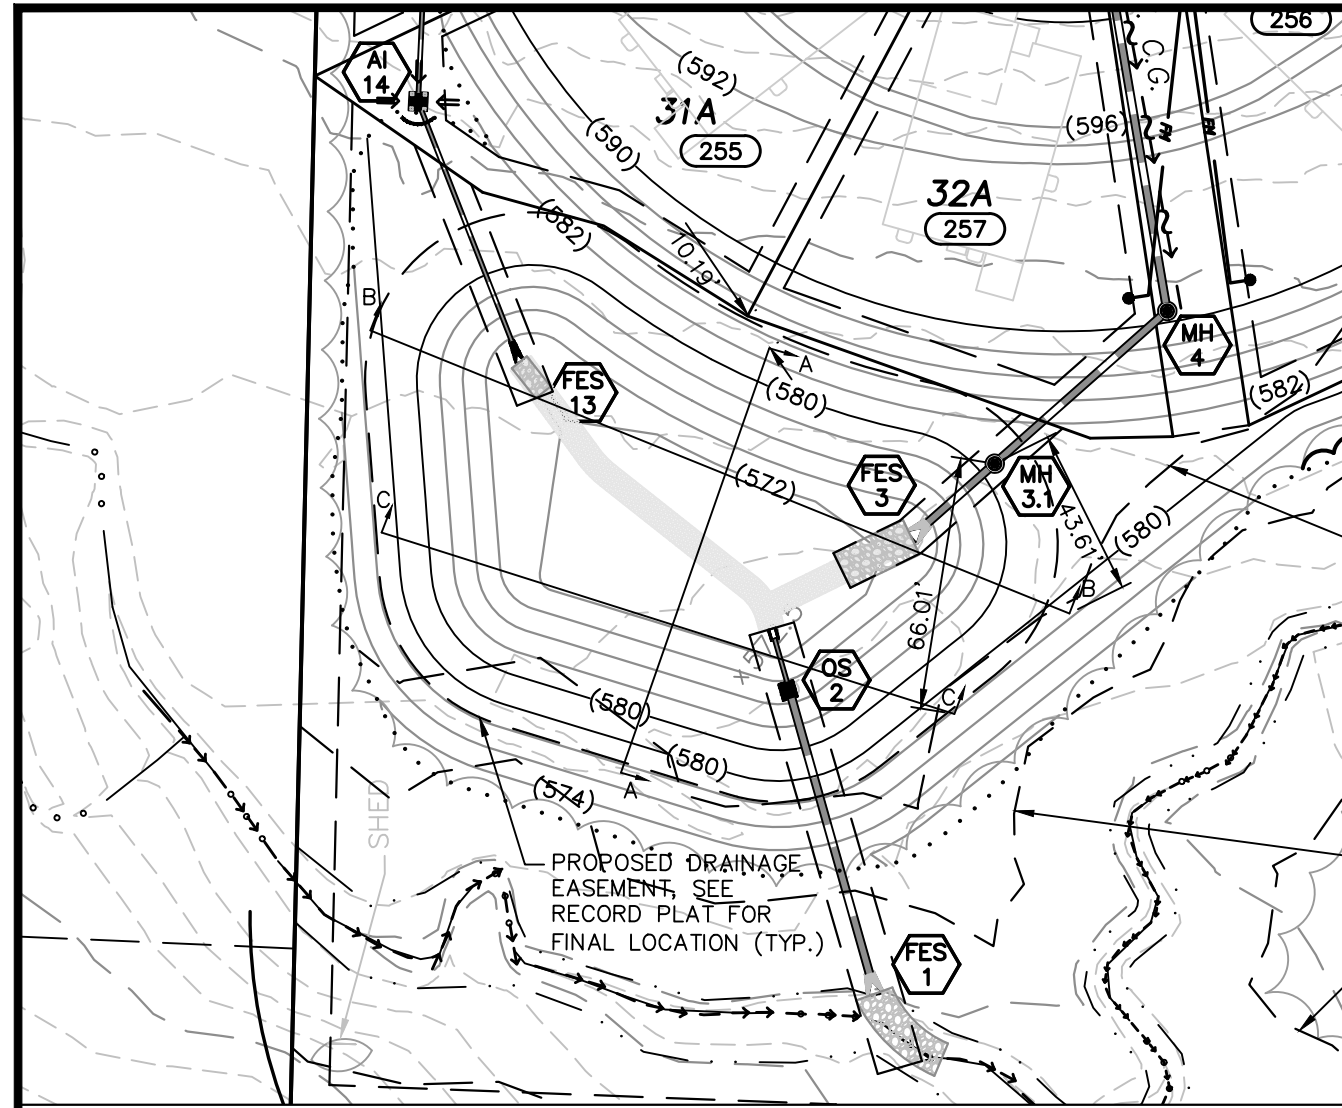 256
AI
14
C.G.
(592)
31A
255
(590)
(596)
FM
FM
32A
257
(582)
10.19'
B
MH
4
A
(580)
(582)
FES
13
(572)
FES
3
MH
3.1
C
43.61'
(580)
B
66.01'
OS
2
C
(580)
(580)
A
(574)
SHED
PROPOSED DRAINAGE
EASEMENT, SEE
RECORD PLAT FOR
FINAL LOCATION (TYP.)
FES
1